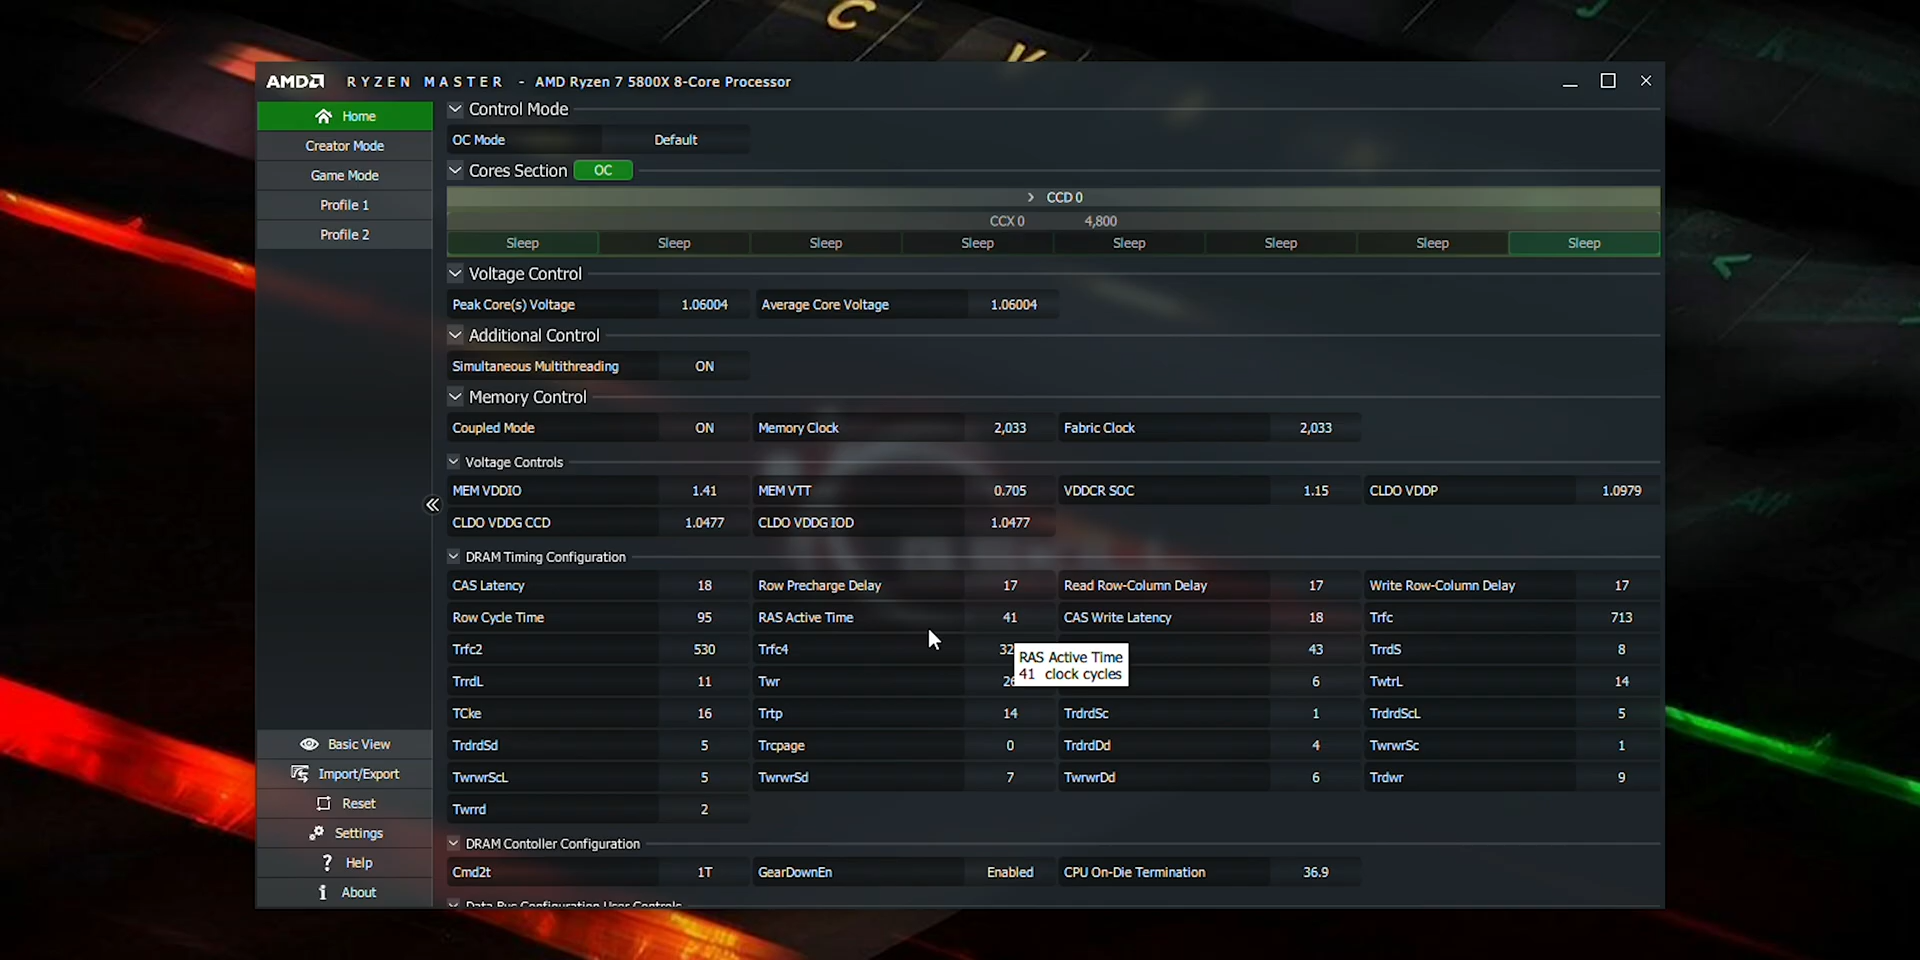 AMD RYZEN MASTER - AMD Ryzen 7 5800X 8-Core Processor
Home
Creator Mode
Game Mode
Profile 1
Profile 2
Basic View
Import/Export
Reset
Settings
Help
About
Control Mode
OC Mode Default
Cores Section OC
CCD 0
CCX 0 4,800
Sleep Sleep Sleep Sleep Sleep Sleep Sleep Sleep
Voltage Control
Peak Core(s) Voltage 1.06004 Average Core Voltage 1.06004
Additional Control
Simultaneous Multithreading ON
Memory Control
Coupled Mode ON Memory Clock 2,033 Fabric Clock 2,033
Voltage Controls
MEM VDDIO 1.41 MEM VTT 0.705 VDDCR SOC 1.15 CLDO VDDP 1.0979
CLDO VDDG CCD 1.0477 CLDO VDDG IOD 1.0477
DRAM Timing Configuration
CAS Latency 18 Row Precharge Delay 17 Read Row-Column Delay 17 Write Row-Column Delay 17
Row Cycle Time 95 RAS Active Time 41 CAS Write Latency 18 Trfc 713
Trfc2 530 Trfc4 43 TrrdS 8
RAS Active Time
41 clock cycles
TrrdL 11 Twr 6 TwtrL 14
TCke 16 Trtp 14 TrdrdSc 1 TrdrdScL 5
TrdrdSd 5 Trcpage 0 TrdrdDd 4 TwrwrSc 1
TwrwrScL 5 TwrwrSd 7 TwrwrDd 6 Trdwr 9
Twrrd 2
DRAM Contoller Configuration
Cmd2t 1T GearDownEn Enabled CPU On-Die Termination 36.9
Data Bus Configuration User Controls